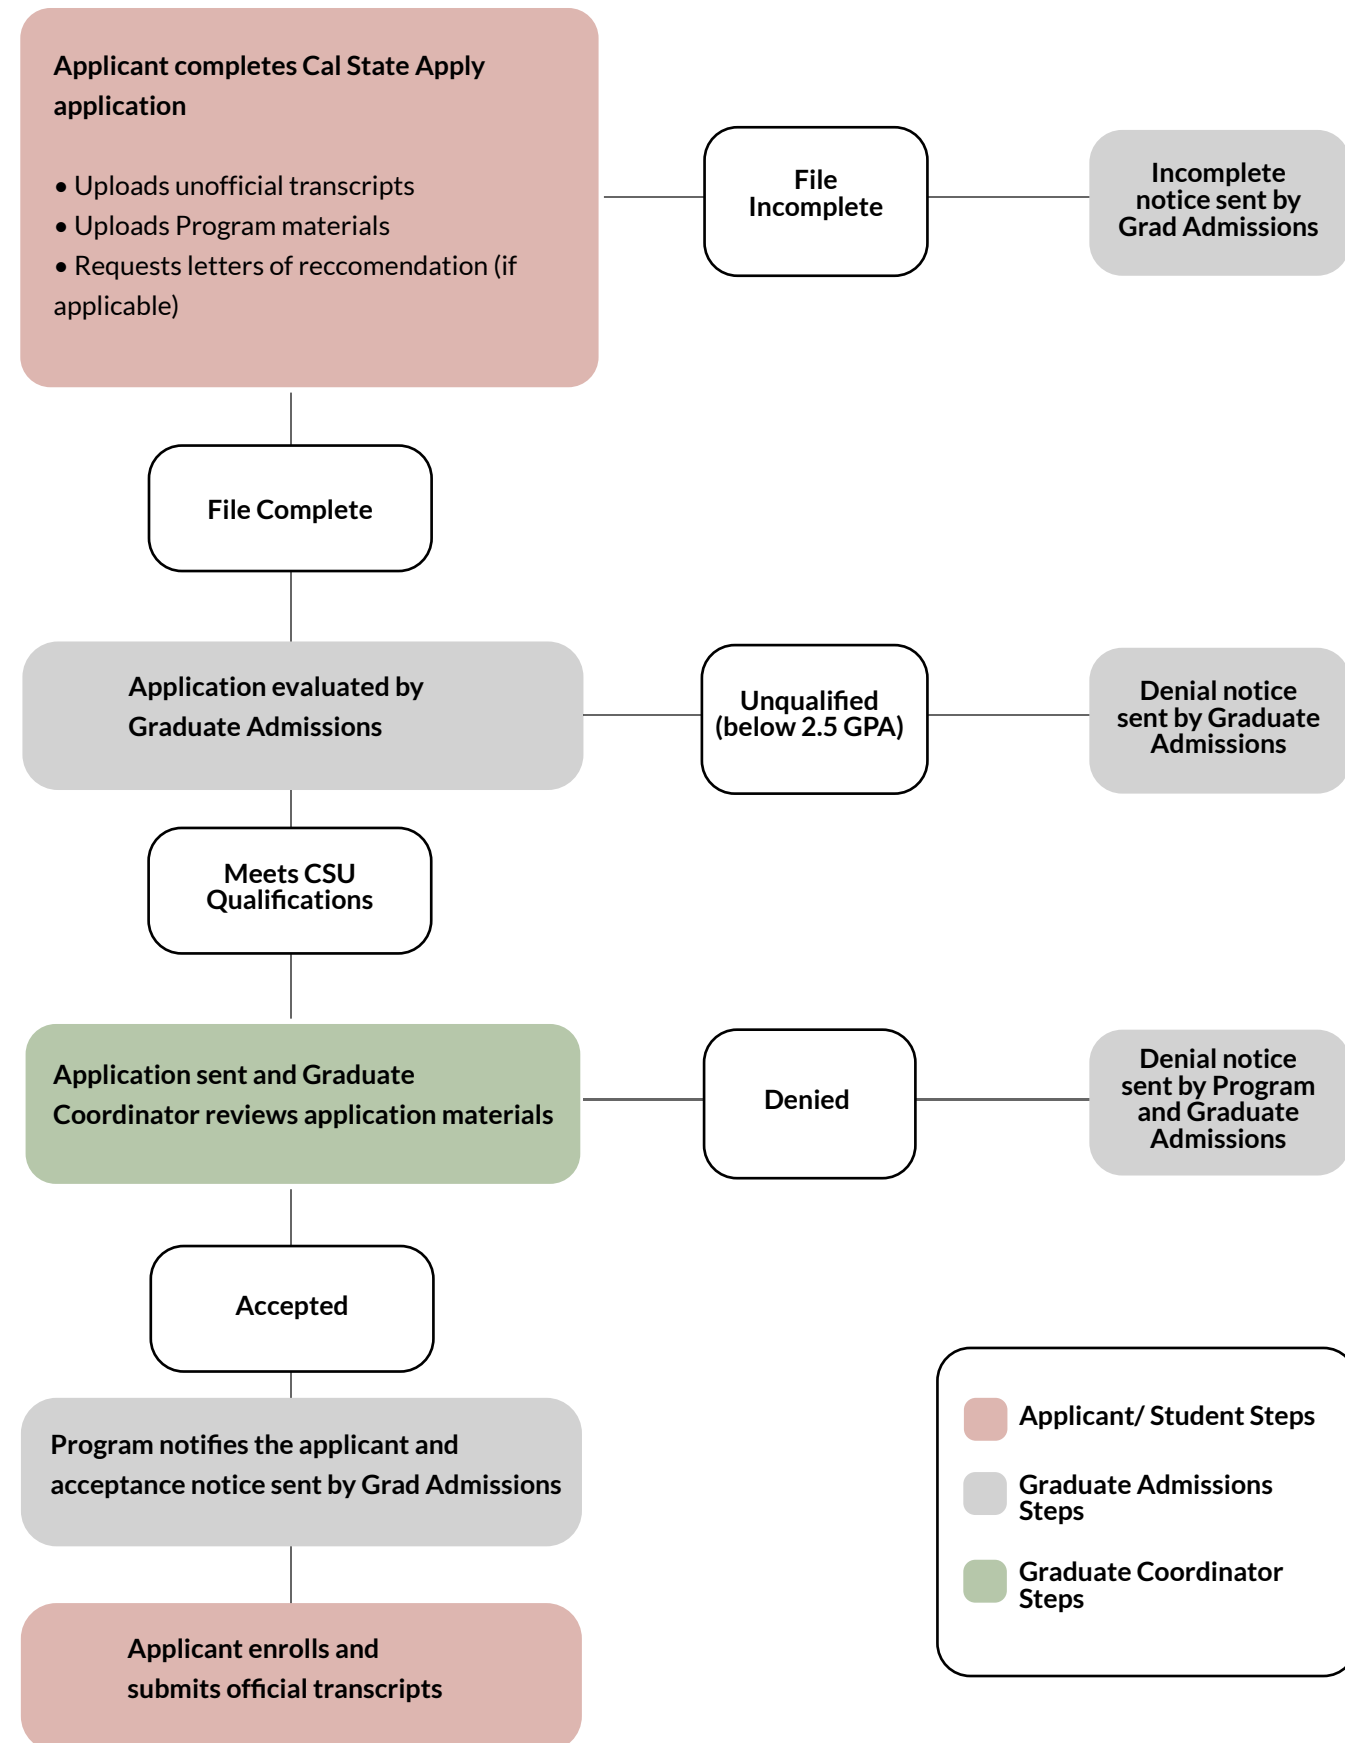 Applicant completes Cal State Apply
application
• Uploads unofficial transcripts
• Uploads Program materials
• Requests letters of reccomendation (if
applicable)
File
Incomplete
Incomplete
notice sent by
Grad Admissions
File Complete
Application evaluated by
Graduate Admissions
Unqualified
(below 2.5 GPA)
Denial notice
sent by Graduate
Admissions
Meets CSU
Qualifications
Application sent and Graduate
Coordinator reviews application materials
Denied
Denial notice
sent by Program
and Graduate
Admissions
Accepted
Program notifies the applicant and
acceptance notice sent by Grad Admissions
Applicant enrolls and
submits official transcripts
Applicant/ Student Steps
Graduate Admissions
Steps
Graduate Coordinator
Steps